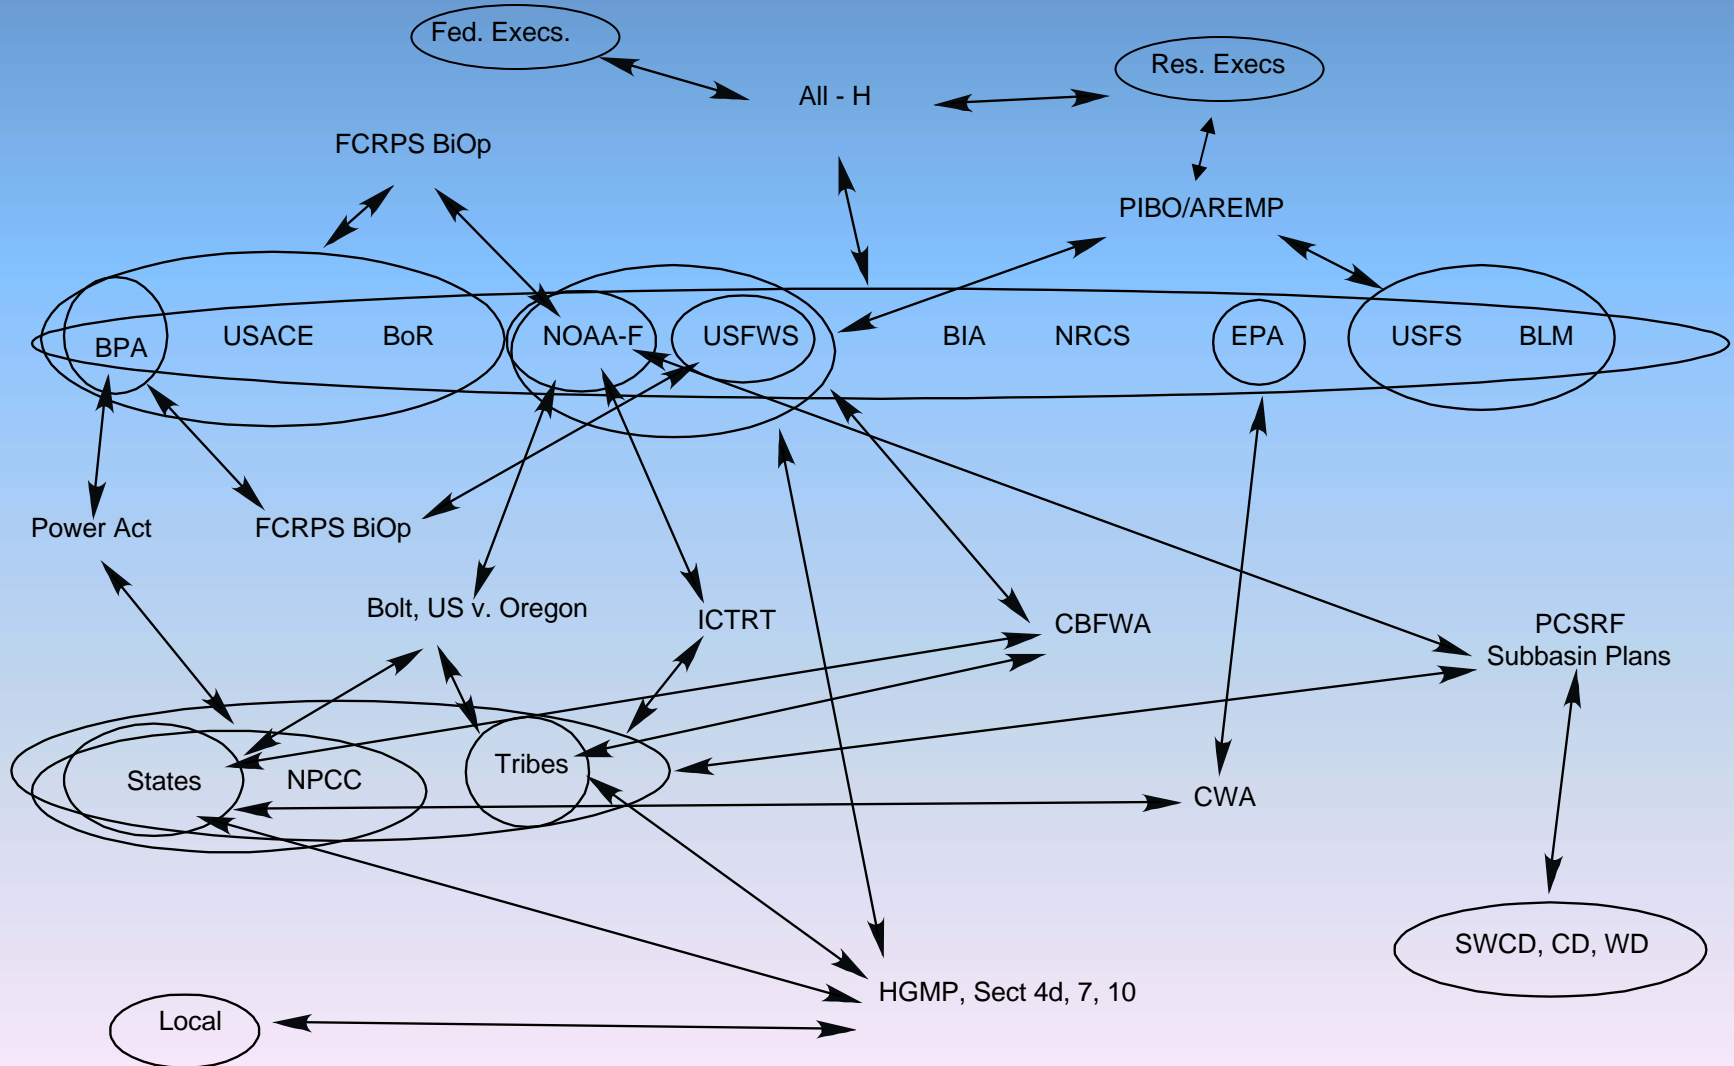 Fed. Execs.
Res. Execs
All - H
FCRPS BiOp
PIBO/AREMP
BPA
USACE
BoR
NOAA-F
USFWS
BIA
NRCS
EPA
USFS
BLM
Power Act
FCRPS BiOp
Bolt, US v. Oregon
ICTRT
CBFWA
PCSRF
Subbasin Plans
States
NPCC
Tribes
CWA
SWCD, CD, WD
HGMP, Sect 4d, 7, 10
Local